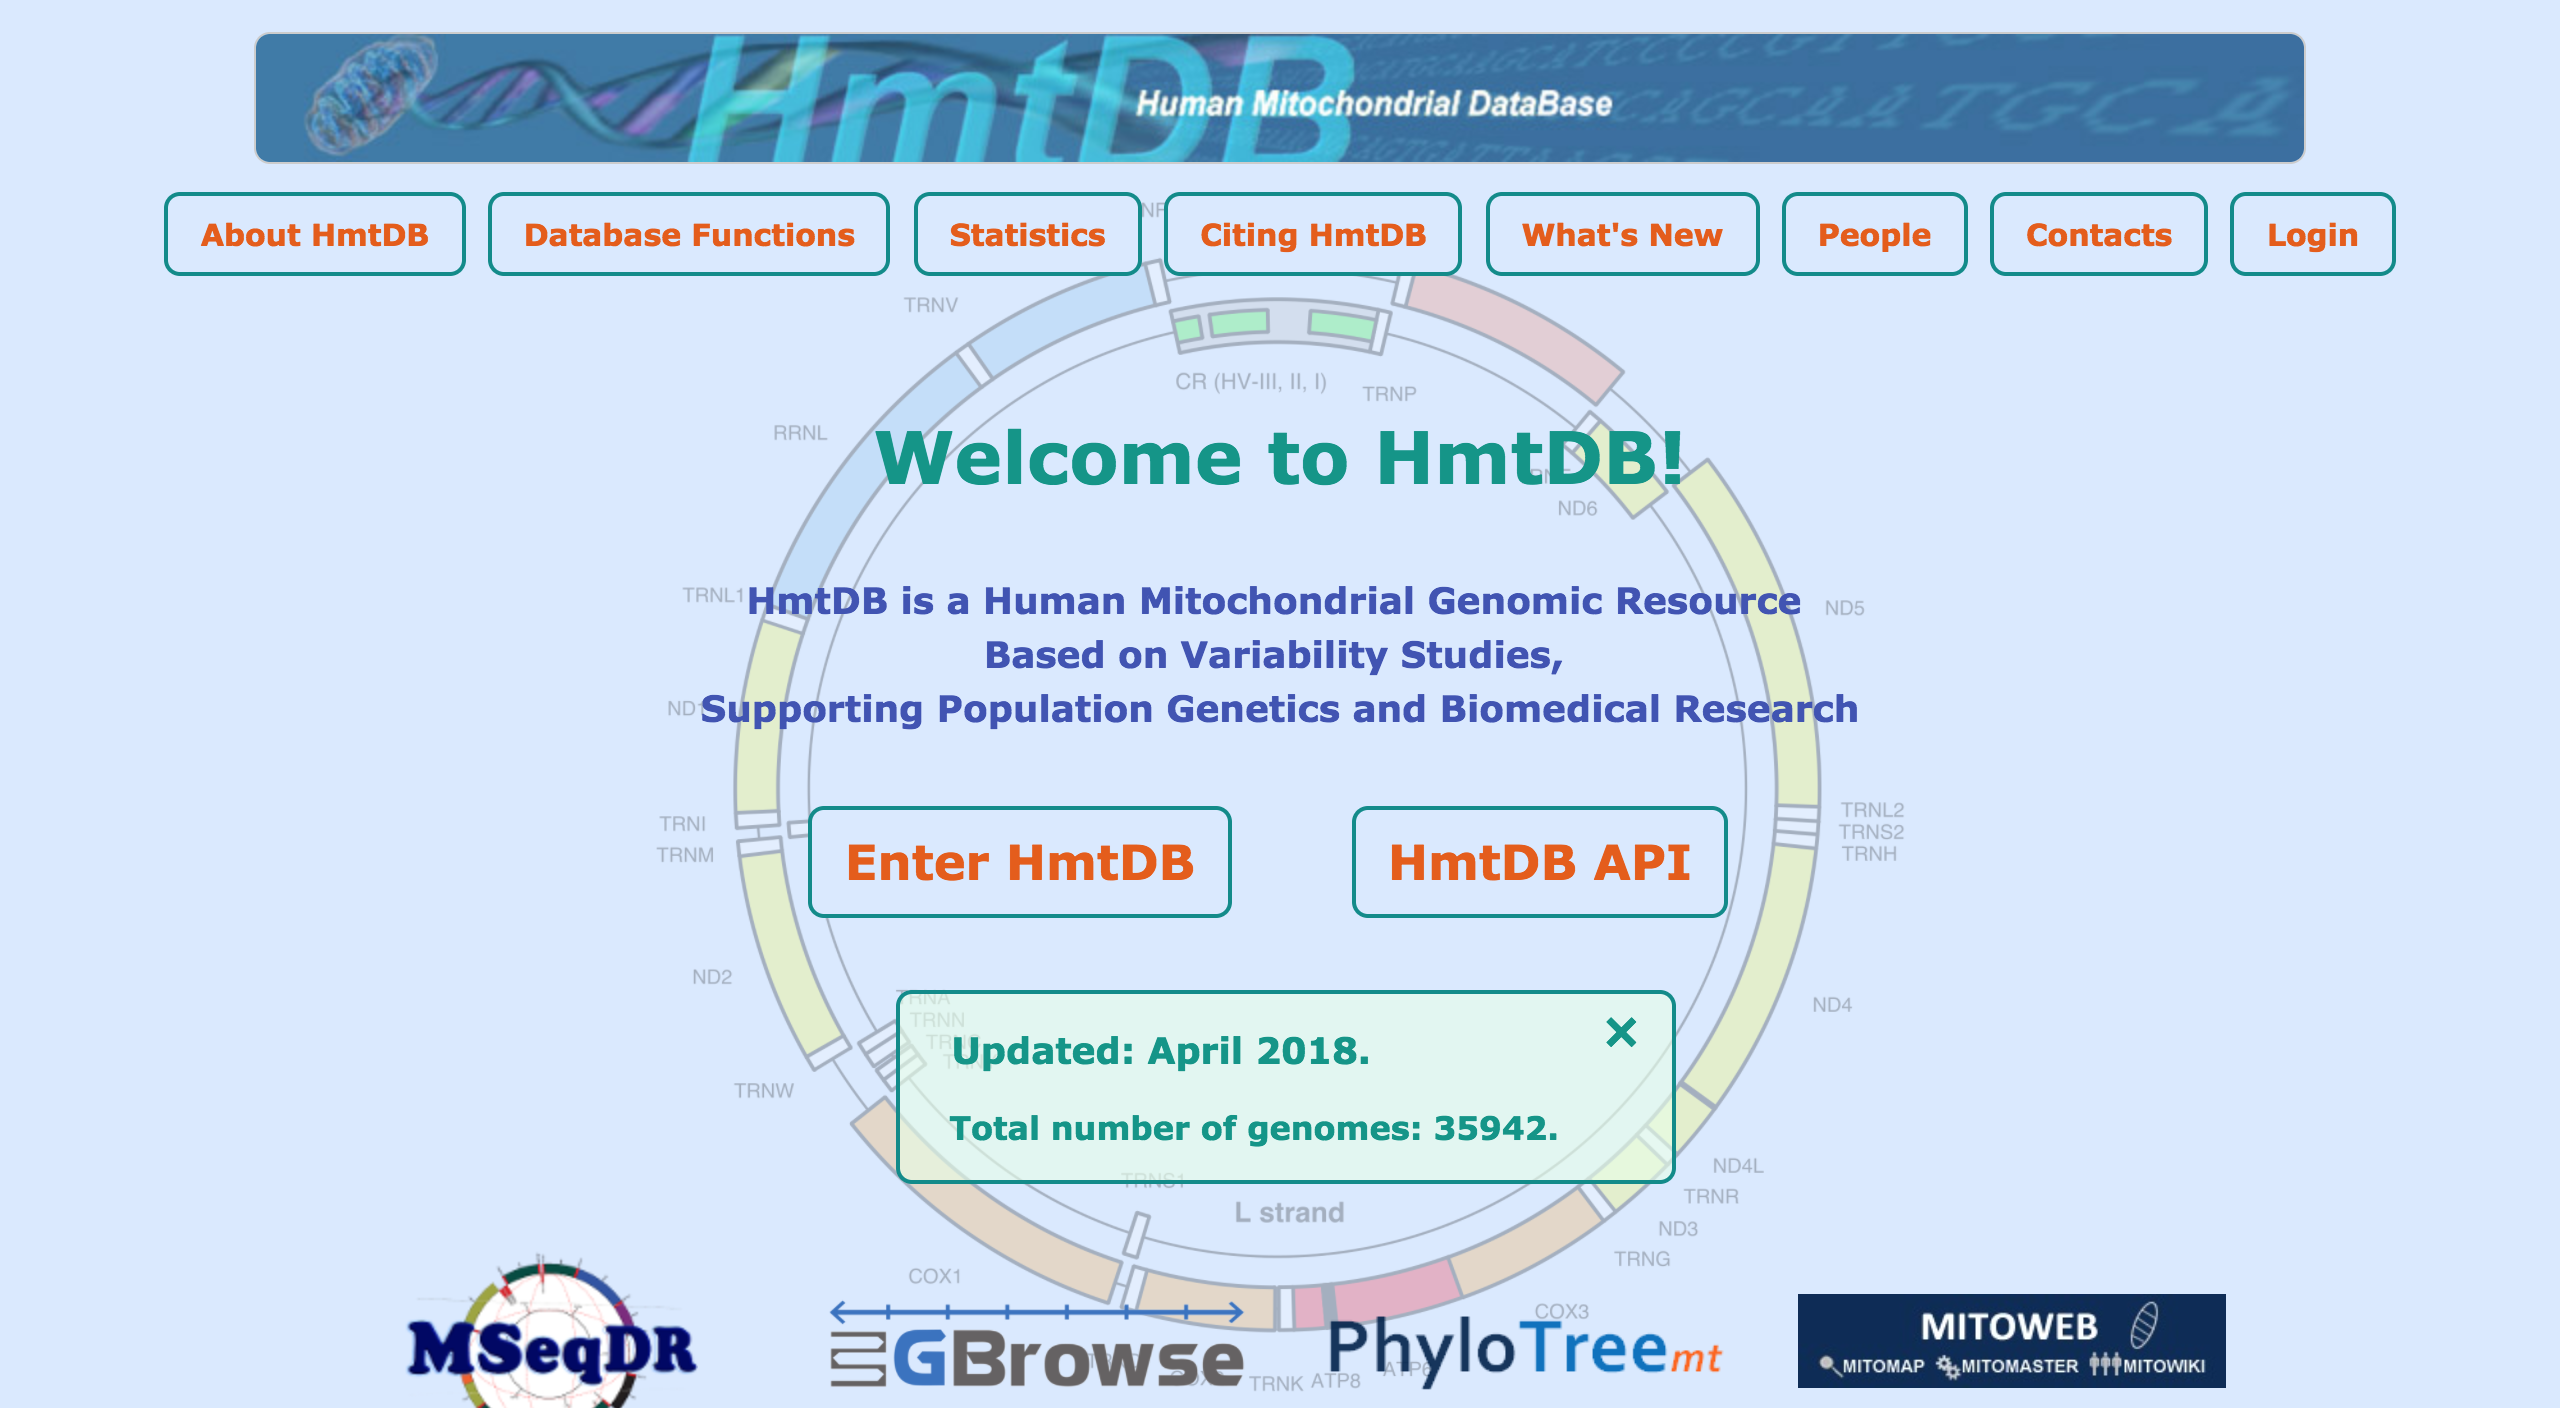 HmtDB
Human Mitochondrial DataBase
About HmtDB
Database Functions
Statistics
Citing HmtDB
What's New
People
Contacts
Login
TRNV
CR (HV-III, II, I)
TRNP
RRNL
Welcome to HmtDB!
ND6
TRNL1
HmtDB is a Human Mitochondrial Genomic Resource
ND5
Based on Variability Studies,
ND1
Supporting Population Genetics and Biomedical Research
TRNL2
TRNI
TRNS2
TRNM
TRNH
Enter HmtDB
HmtDB API
ND2
TRNA
ND4
TRNN
Updated: April 2018.
×
TRNW
Total number of genomes: 35942.
ND4L
TRNS1
TRNR
L strand
ND3
TRNG
COX1
COX3
MSeqDR
GBrowse
PhyloTreemt
MITOWEB
MITOMAP MITOMASTER MITOWIKI
TRNK
ATP8
ATP6